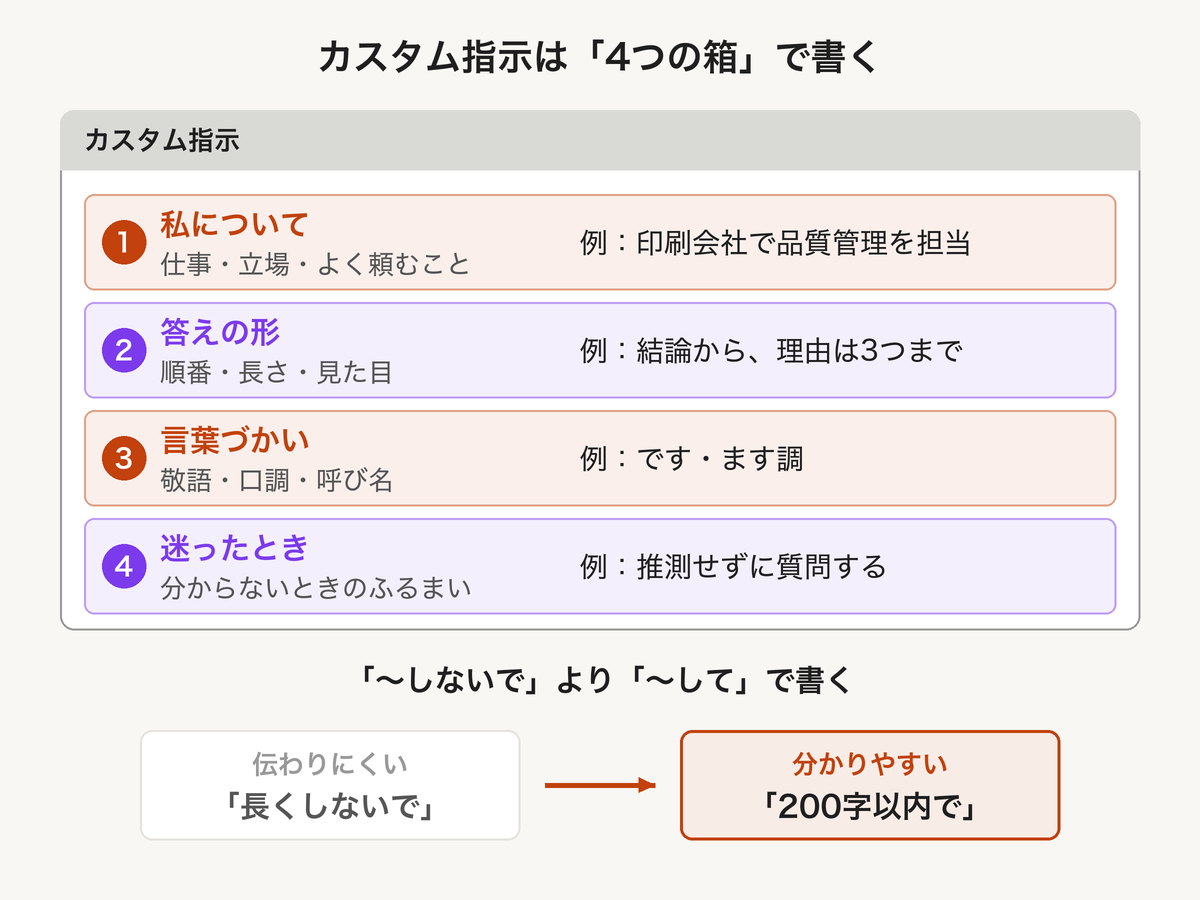 カスタム指示は「4つの箱」で書く
カスタム指示
1
私について
仕事・立場・よく頼むこと
例：印刷会社で品質管理を担当
2
答えの形
順番・長さ・見た目
例：結論から、理由は3つまで
3
言葉づかい
敬語・口調・呼び名
例：です・ます調
4
迷ったとき
分からないときのふるまい
例：推測せずに質問する
「〜しないで」より「〜して」で書く
伝わりにくい
「長くしないで」
分かりやすい
「200字以内で」